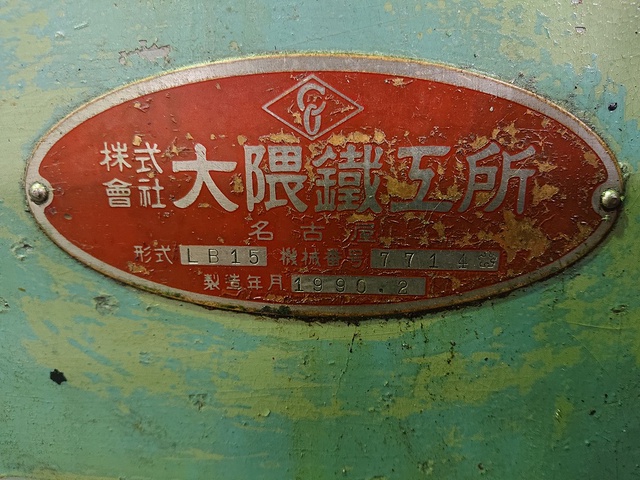 株式會社 大隈鐵工所
名古屋
形式 LB15 機械番号 7714
製造年月 1990.2